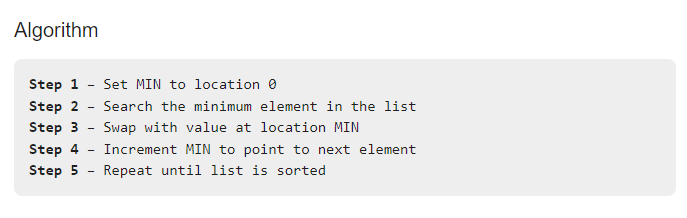 Algorithm
Step 1 – Set MIN to location 0
Step 2 – Search the minimum element in the list
Step 3 – Swap with value at location MIN
Step 4 – Increment MIN to point to next element
Step 5 – Repeat until list is sorted